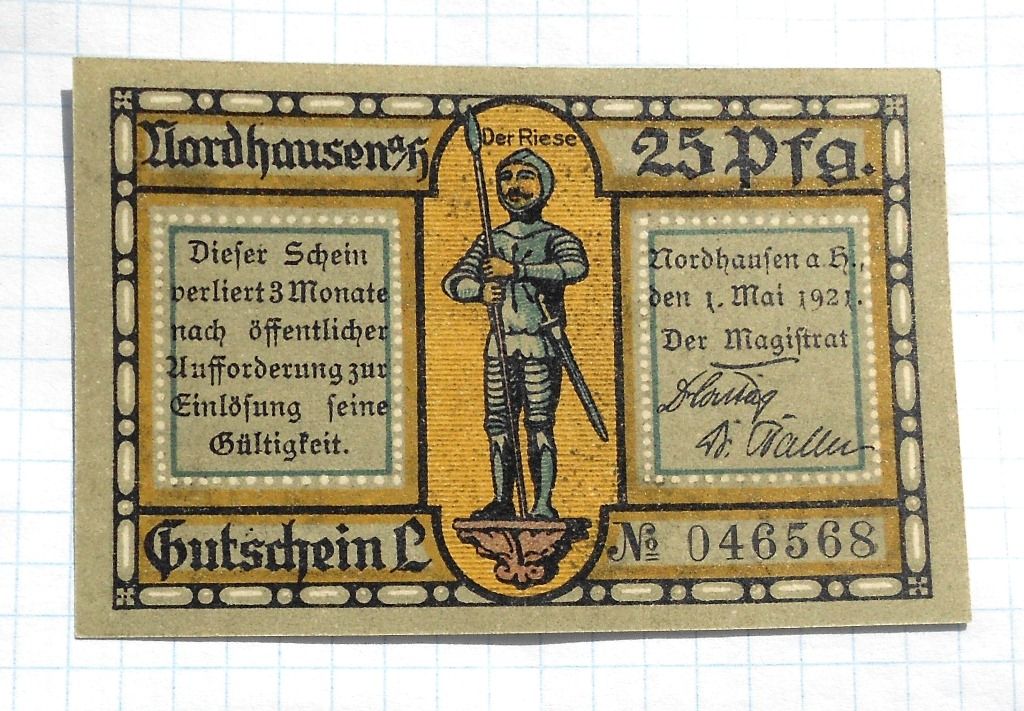 Nordhausen a/H
Der Riese
25 Pfg.
Dieſer Schein
verliert 3 Monate
nach öffentlicher
Aufforderung zur
Einlöſung ſeine
Gültigkeit.
Nordhauſen a. H.,
den 1. Mai 1921.
Der Magiſtrat
Gutschein L
№ 046568